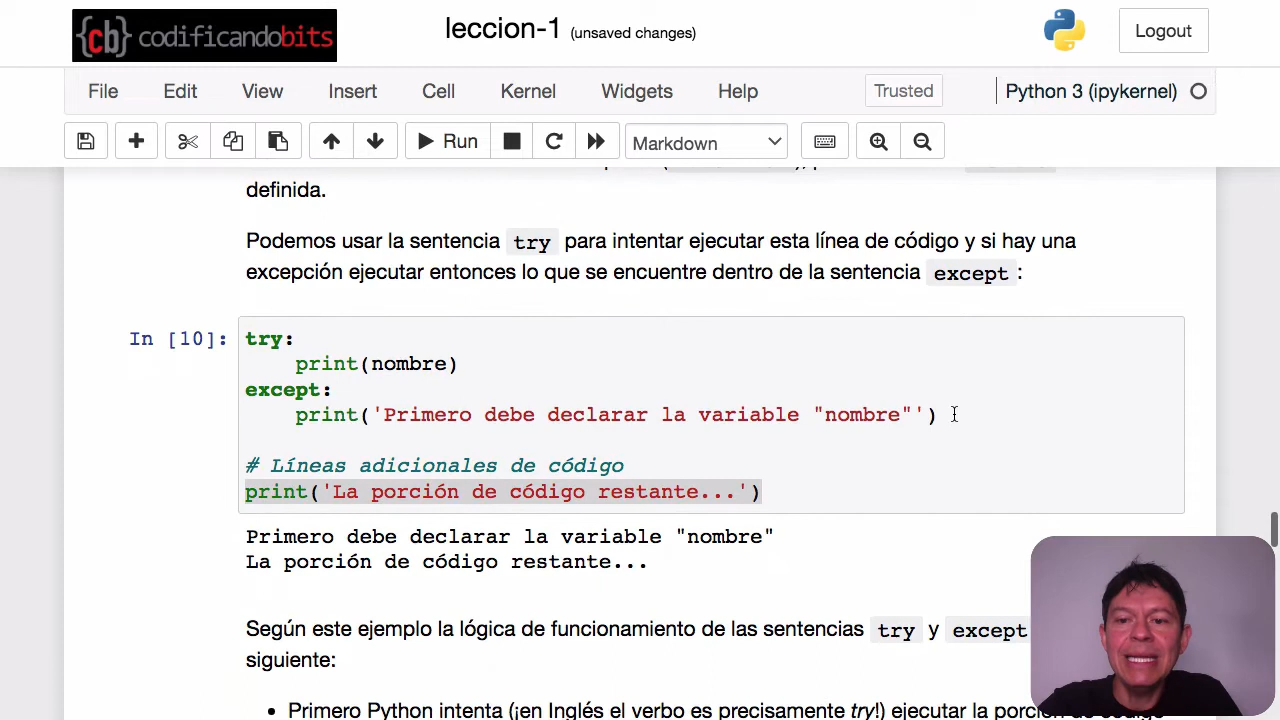 {cb} codificandobits
leccion-1 (unsaved changes)
Logout
File Edit View Insert Cell Kernel Widgets Help
Trusted
Python 3 (ipykernel)
Run
Markdown
definida.
Podemos usar la sentencia try para intentar ejecutar esta línea de código y si hay una
excepción ejecutar entonces lo que se encuentre dentro de la sentencia except:
In [10]:
try:
print(nombre)
except:
print('Primero debe declarar la variable "nombre"')
# Líneas adicionales de código
print('La porción de código restante...')
Primero debe declarar la variable "nombre"
La porción de código restante...
Según este ejemplo la lógica de funcionamiento de las sentencias try y except
siguiente:
• Primero Python intenta (¡en Inglés el verbo es precisamente try!) ejecutar la porción de código